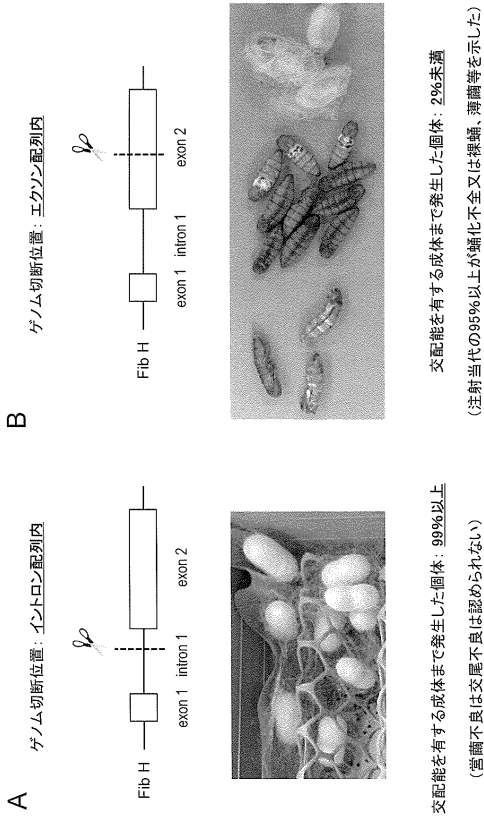 A
ゲノム切断位置: イントロン配列内
Fib H
exon 1 intron 1 exon 2
交配能を有する成体まで発生した個体: 99%以上
(営繭不良は交尾不良は認められない)
B
ゲノム切断位置: エクソン配列内
Fib H
exon 1 intron 1 exon 2
交配能を有する成体まで発生した個体: 2%未満
(注射当代の95%以上が蛹化不全又は裸蛹、薄繭等を示した)